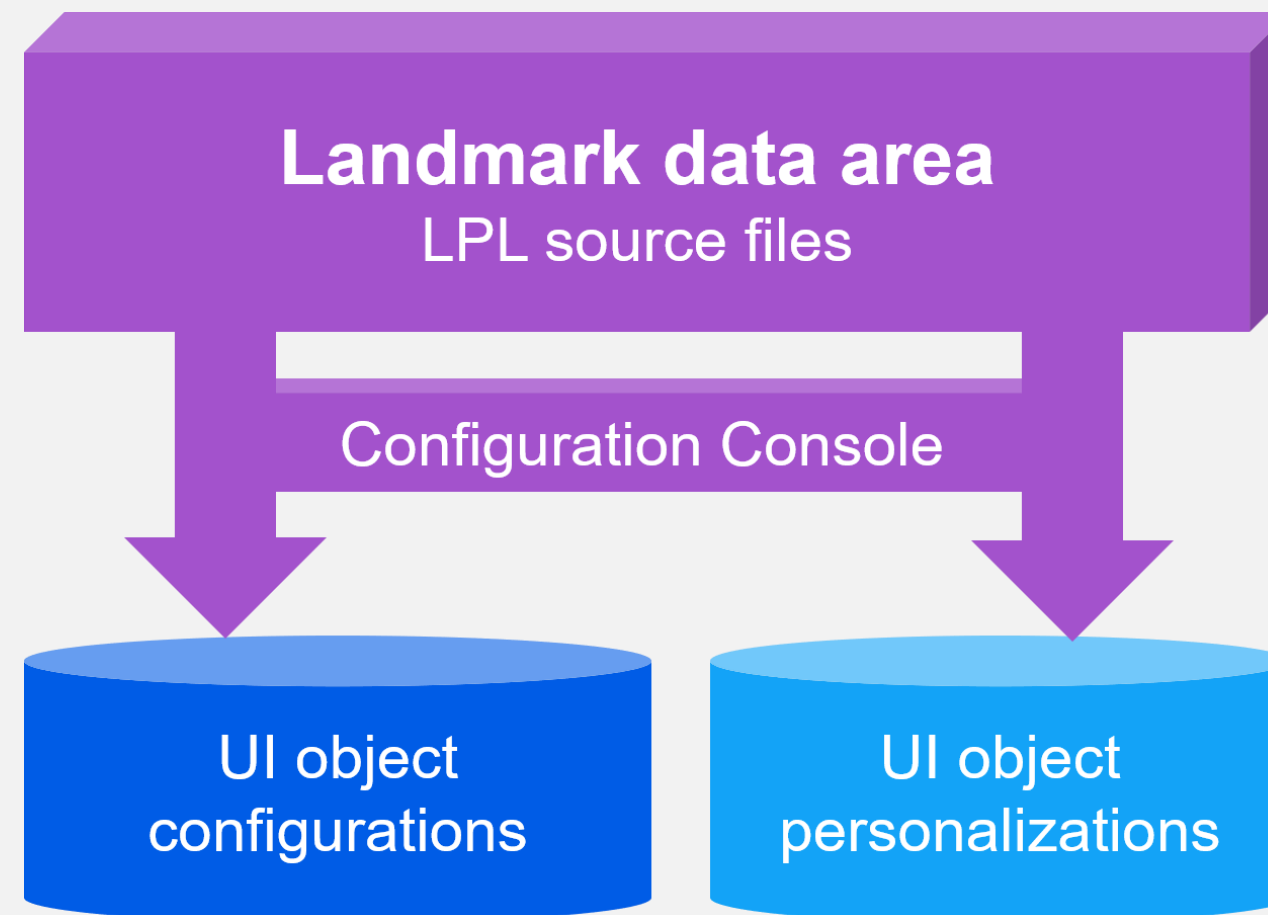 Landmark data area
LPL source files
Configuration Console
UI object
configurations
UI object
personalizations